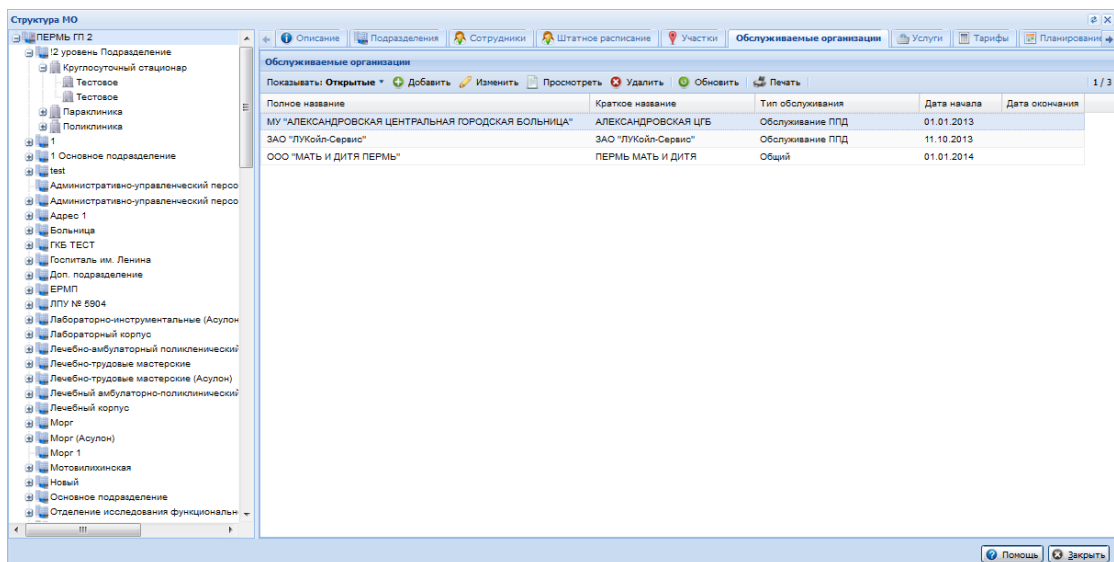 Структура МО
ПЕРМЬ ГП 2
!2 уровень Подразделение
Круглосуточный стационар
Тестовое
Тестовое
Параклиника
Поликлиника
1
1 Основное подразделение
test
Административно-управленческий персо
Административно-управленческий персо
Адрес 1
Больница
ГКБ ТЕСТ
Госпиталь им. Ленина
Доп. подразделение
ЕРМП
ЛПУ № 5904
Лабораторно-инструментальные (Асулон
Лабораторный корпус
Лечебно-амбулаторный поликленический
Лечебно-трудовые мастерские
Лечебно-трудовые мастерские (Асулон)
Лечебный амбулаторно-поликлинический
Лечебный корпус
Морг
Морг (Асулон)
Морг 1
Мотовилихинская
Новый
Основное подразделение
Отделение исследования функциональн
Описание Подразделения Сотрудники Штатное расписание Участки Обслуживаемые организации Услуги Тарифы Планирование
Обслуживаемые организации
Показывать: Открытые Добавить Изменить Просмотреть Удалить Обновить Печать 1 / 3
Полное название Краткое название Тип обслуживания Дата начала Дата окончания
МУ "АЛЕКСАНДРОВСКАЯ ЦЕНТРАЛЬНАЯ ГОРОДСКАЯ БОЛЬНИЦА" АЛЕКСАНДРОВСКАЯ ЦГБ Обслуживание ППД 01.01.2013
ЗАО "ЛУКойл-Сервис" ЗАО "ЛУКойл-Сервис" Обслуживание ППД 11.10.2013
ООО "МАТЬ И ДИТЯ ПЕРМЬ" ПЕРМЬ МАТЬ И ДИТЯ Общий 01.01.2014
Помощь Закрыть